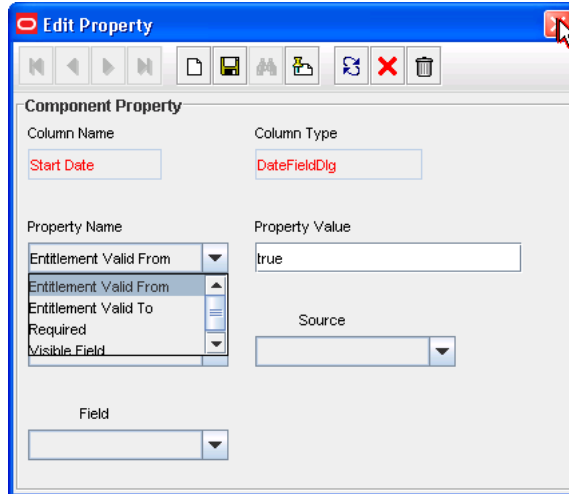 Edit Property
Component Property
Column Name Column Type
Start Date DateFieldDlg
Property Name Property Value
Entitlement Valid From true
Entitlement Valid From
Entitlement Valid To
Required
Visible Field
Source
Field